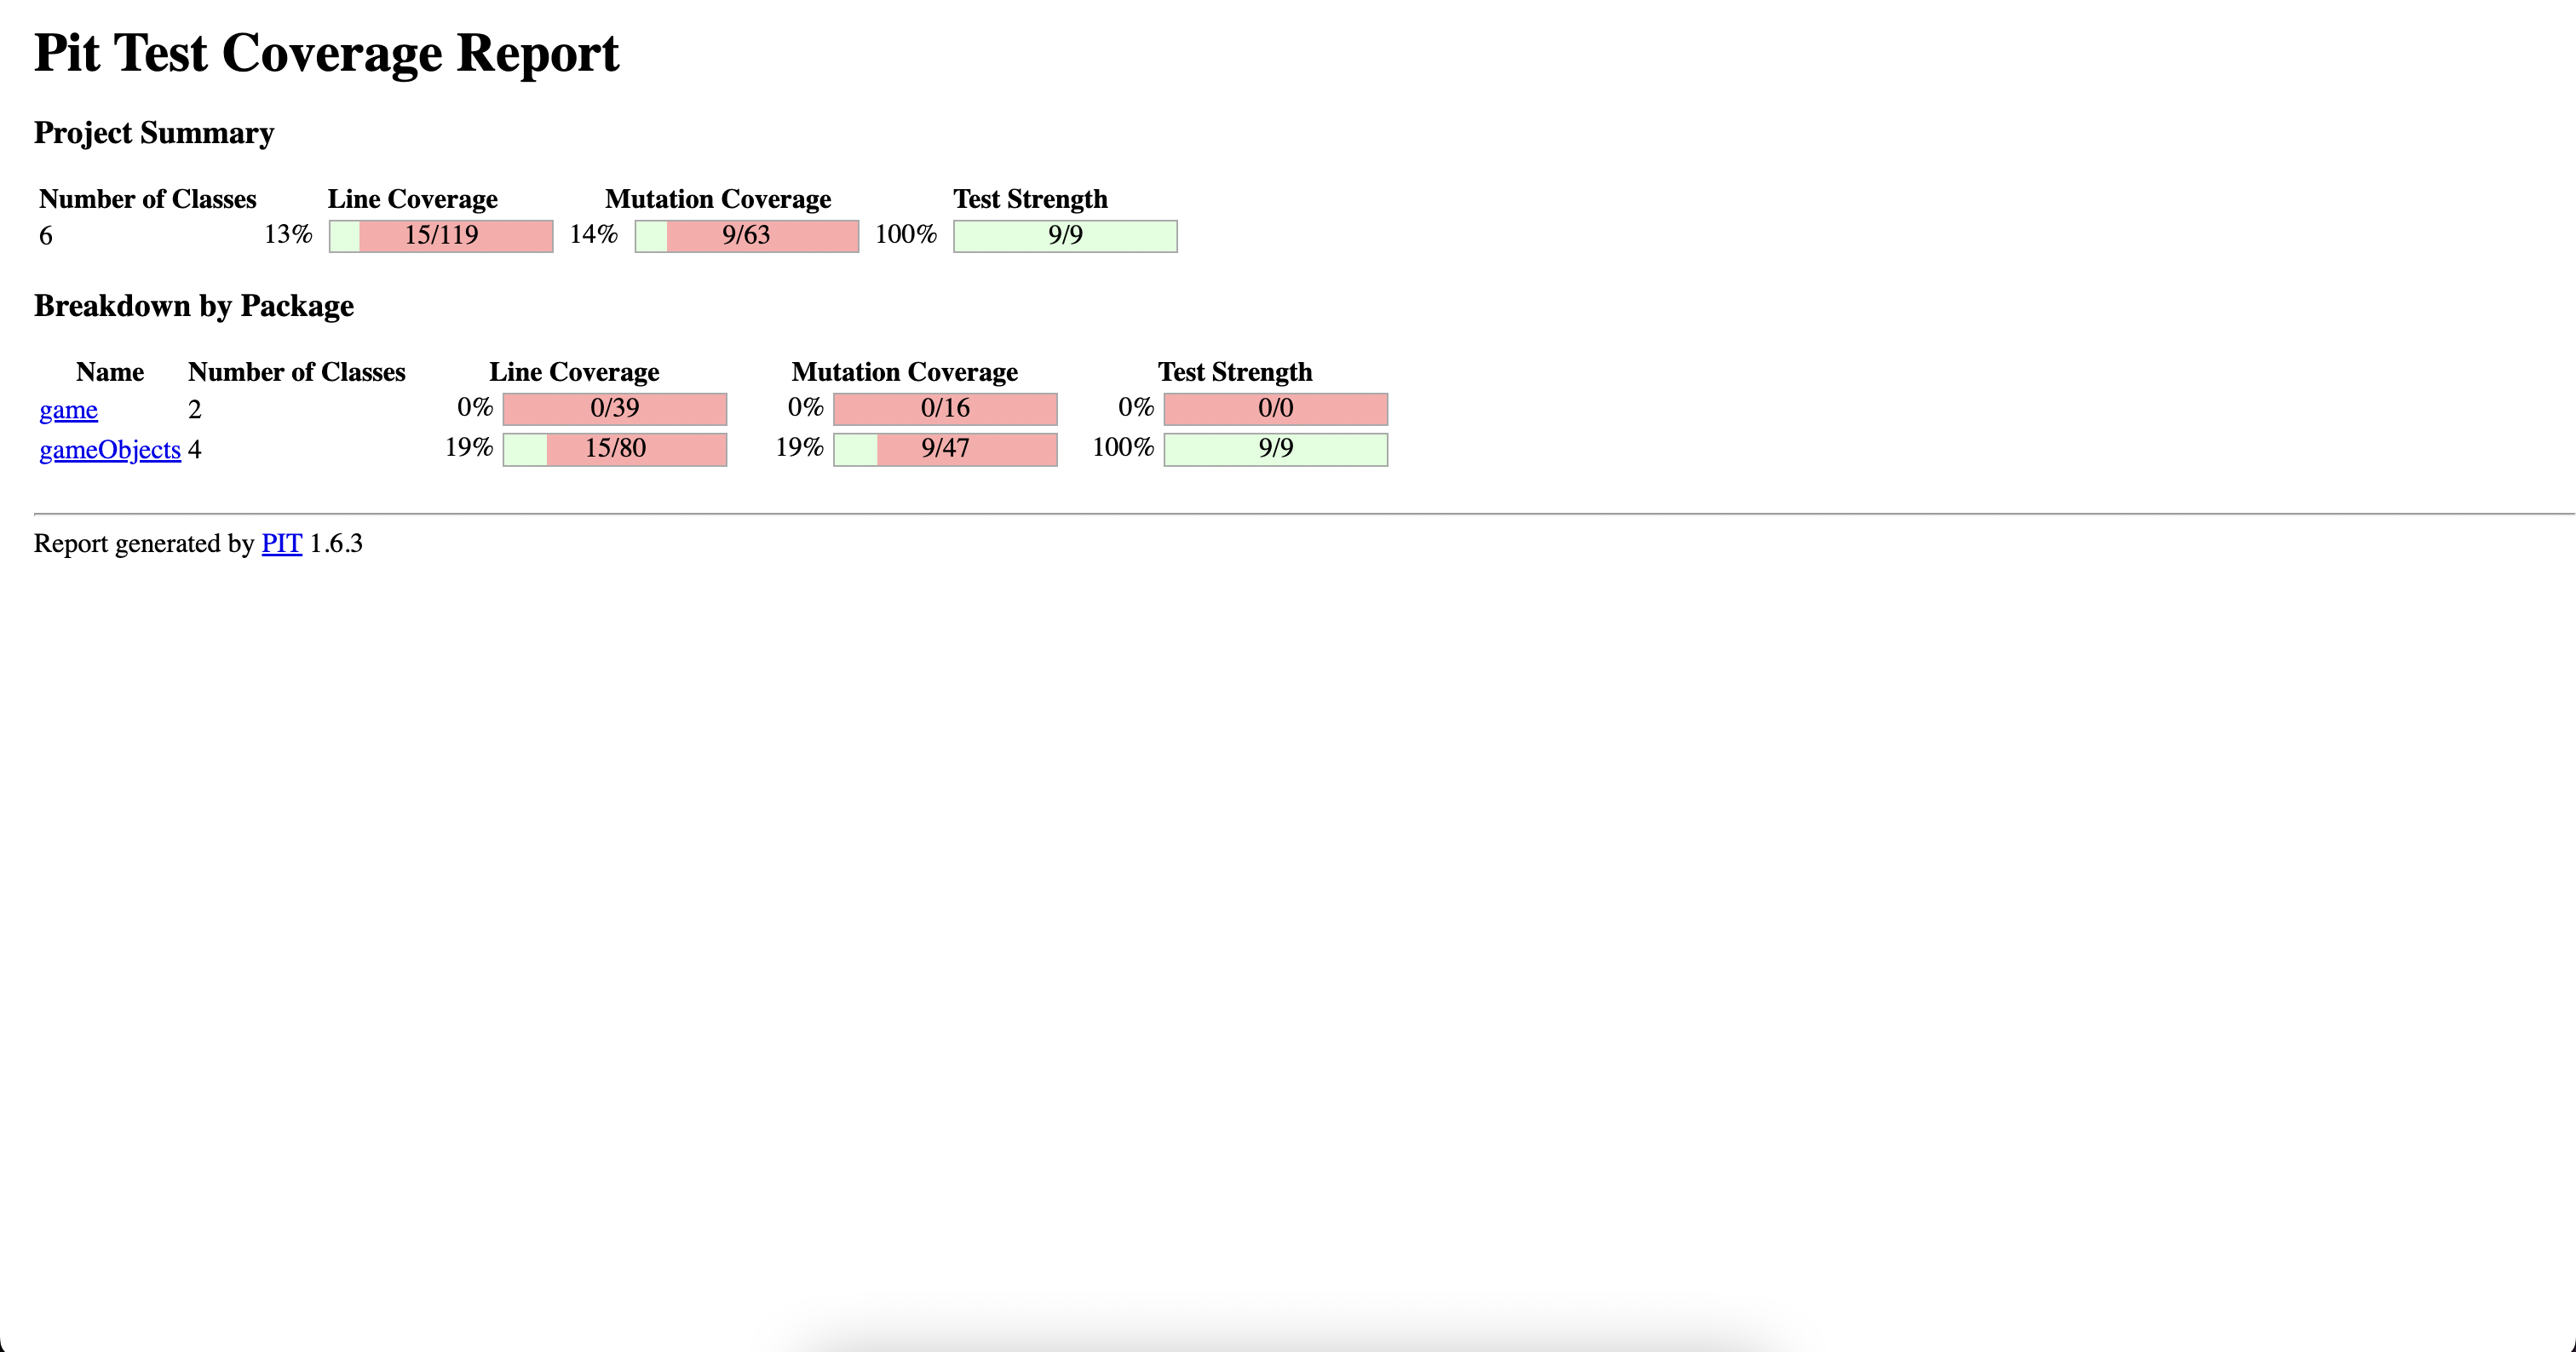 Pit Test Coverage Report
Project Summary
Number of Classes Line Coverage Mutation Coverage Test Strength
6 13% 15/119 14% 9/63 100% 9/9
Breakdown by Package
Name Number of Classes Line Coverage Mutation Coverage Test Strength
game 2 0% 0/39 0% 0/16 0% 0/0
gameObjects 4 19% 15/80 19% 9/47 100% 9/9
Report generated by PIT 1.6.3